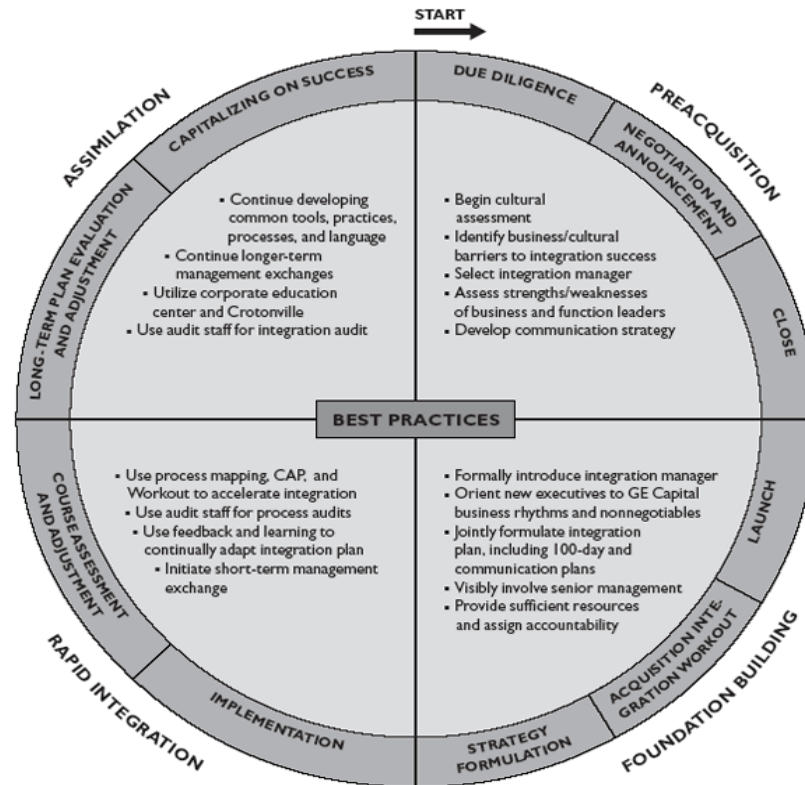 START
DUE DILIGENCE
NEGOTIATION AND
ANNOUNCEMENT
CLOSE
PREACQUISITION
▪ Begin cultural
assessment
▪ Identify business/cultural
barriers to integration success
▪ Select integration manager
▪ Assess strengths/weaknesses
of business and function leaders
▪ Develop communication strategy
LAUNCH
ACQUISITION INTE-
GRATION WORKOUT
STRATEGY
FORMULATION
FOUNDATION BUILDING
▪ Formally introduce integration manager
▪ Orient new executives to GE Capital
business rhythms and nonnegotiables
▪ Jointly formulate integration
plan, including 100-day and
communication plans
▪ Visibly involve senior management
▪ Provide sufficient resources
and assign accountability
IMPLEMENTATION
COURSE ASSESSMENT
AND ADJUSTMENT
RAPID INTEGRATION
▪ Use process mapping, CAP, and
Workout to accelerate integration
▪ Use audit staff for process audits
▪ Use feedback and learning to
continually adapt integration plan
▪ Initiate short-term management
exchange
LONG-TERM PLAN EVALUATION
AND ADJUSTMENT
CAPITALIZING ON SUCCESS
ASSIMILATION
▪ Continue developing
common tools, practices,
processes, and language
▪ Continue longer-term
management exchanges
▪ Utilize corporate education
center and Crotonville
▪ Use audit staff for integration audit
BEST PRACTICES